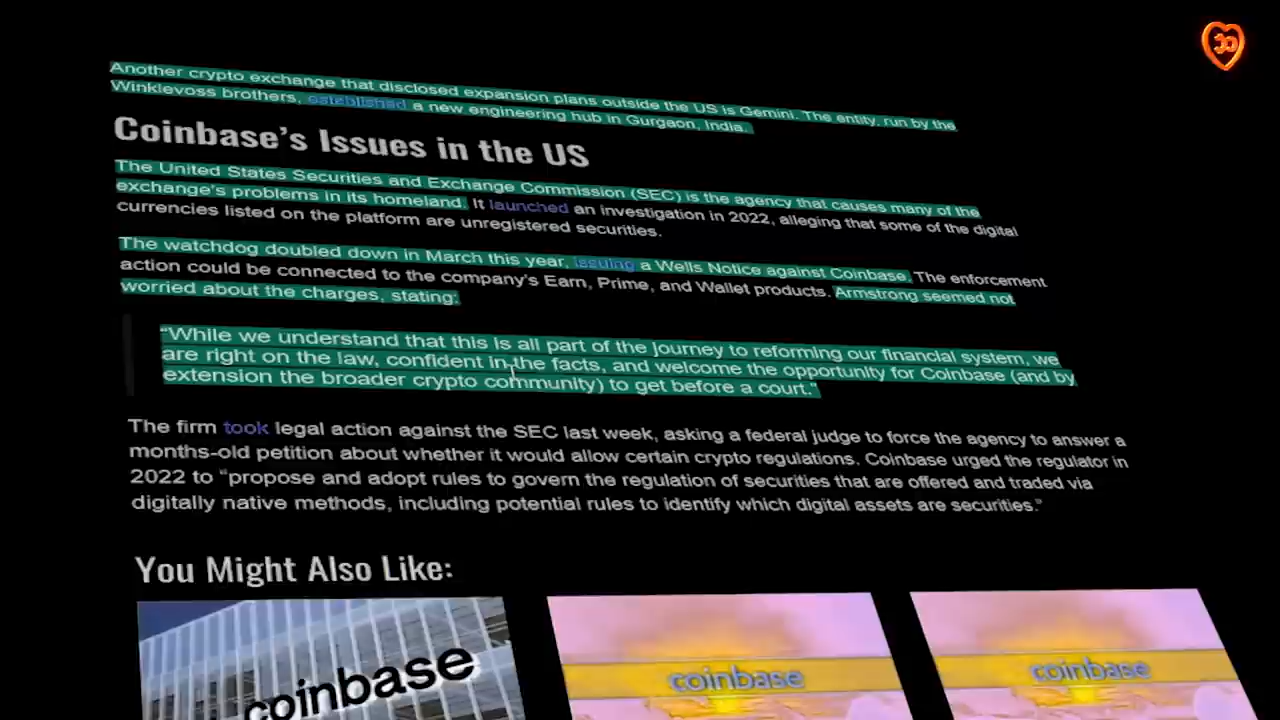 Another crypto exchange that disclosed expansion plans outside the US is Gemini. The entity, run by the
Winklevoss brothers, established a new engineering hub in Gurgaon, India.
Coinbase's Issues in the US
The United States Securities and Exchange Commission (SEC) is the agency that causes many of the
exchange's problems in its homeland. It launched an investigation in 2022, alleging that some of the digital
currencies listed on the platform are unregistered securities.
The watchdog doubled down in March this year, issuing a Wells Notice against Coinbase. The enforcement
action could be connected to the company's Earn, Prime, and Wallet products. Armstrong seemed not
worried about the charges, stating:
“While we understand that this is all part of the journey to reforming our financial system, we
are right on the law, confident in the facts, and welcome the opportunity for Coinbase (and by
extension the broader crypto community) to get before a court.”
The firm took legal action against the SEC last week, asking a federal judge to force the agency to answer a
months-old petition about whether it would allow certain crypto regulations. Coinbase urged the regulator in
2022 to “propose and adopt rules to govern the regulation of securities that are offered and traded via
digitally native methods, including potential rules to identify which digital assets are securities.”
You Might Also Like:
coinbase
coinbase
coinbase